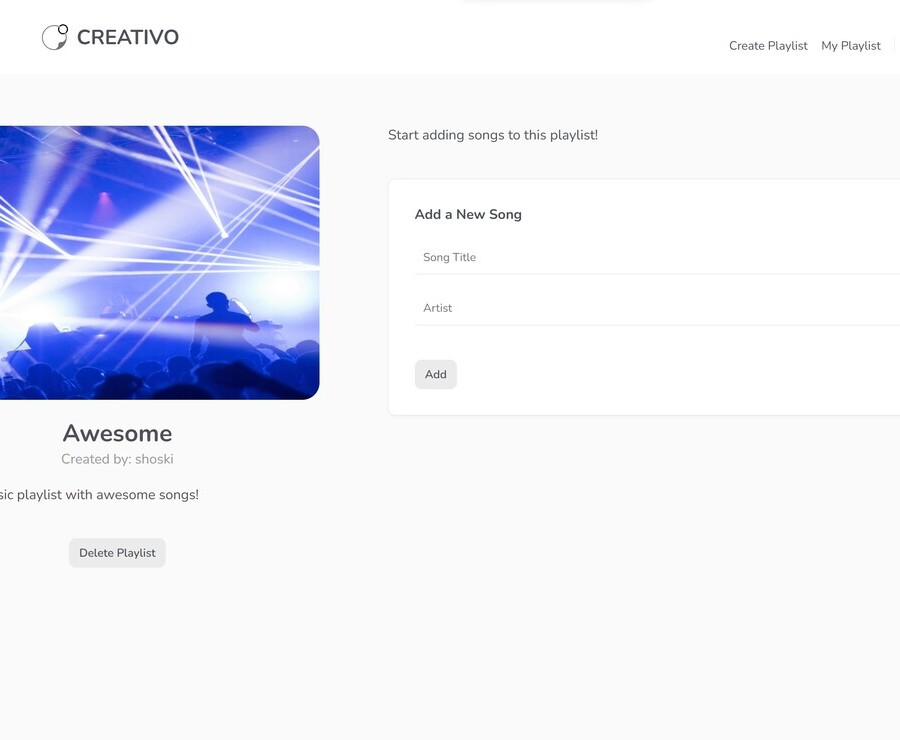 CREATIVO
Create Playlist My Playlist
Start adding songs to this playlist!
Add a New Song
Song Title
Artist
Add
Awesome
Created by: shoski
playlist with awesome songs!
Delete Playlist